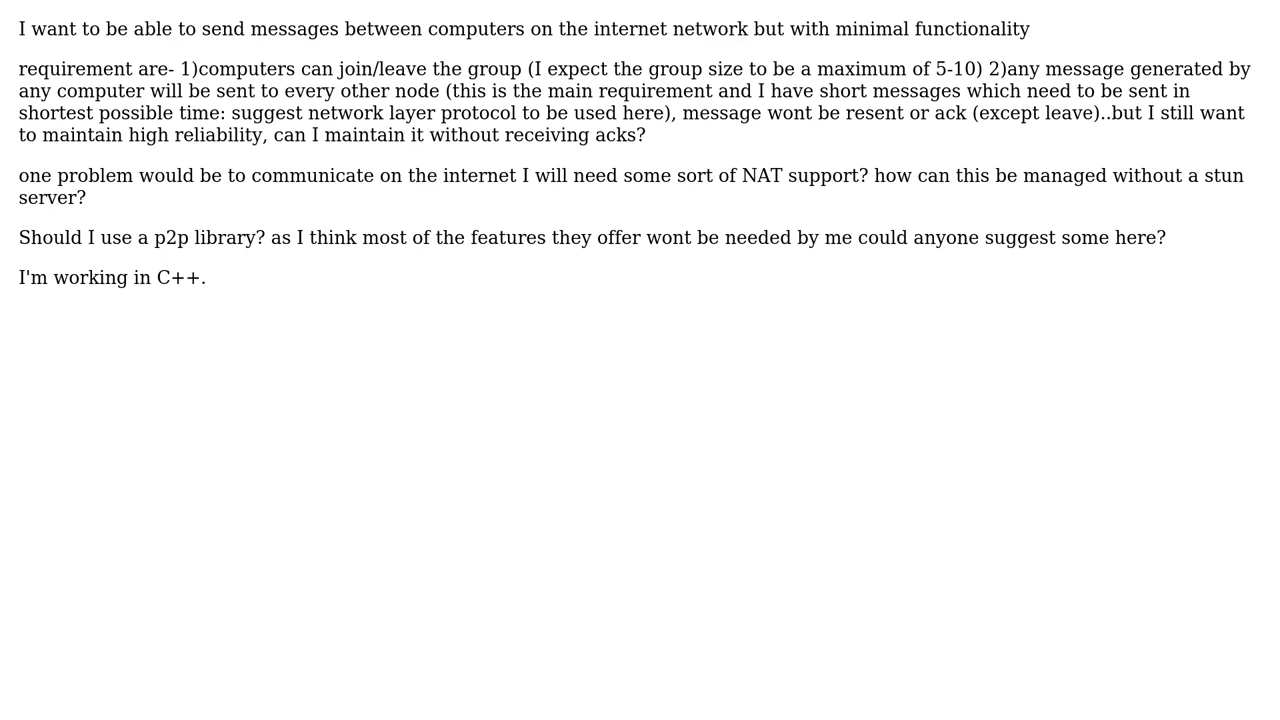 I want to be able to send messages between computers on the internet network but with minimal functionality
requirement are- 1)computers can join/leave the group (I expect the group size to be a maximum of 5-10) 2)any message generated by
any computer will be sent to every other node (this is the main requirement and I have short messages which need to be sent in
shortest possible time: suggest network layer protocol to be used here), message wont be resent or ack (except leave)..but I still want
to maintain high reliability, can I maintain it without receiving acks?
one problem would be to communicate on the internet I will need some sort of NAT support? how can this be managed without a stun
server?
Should I use a p2p library? as I think most of the features they offer wont be needed by me could anyone suggest some here?
I'm working in C++.